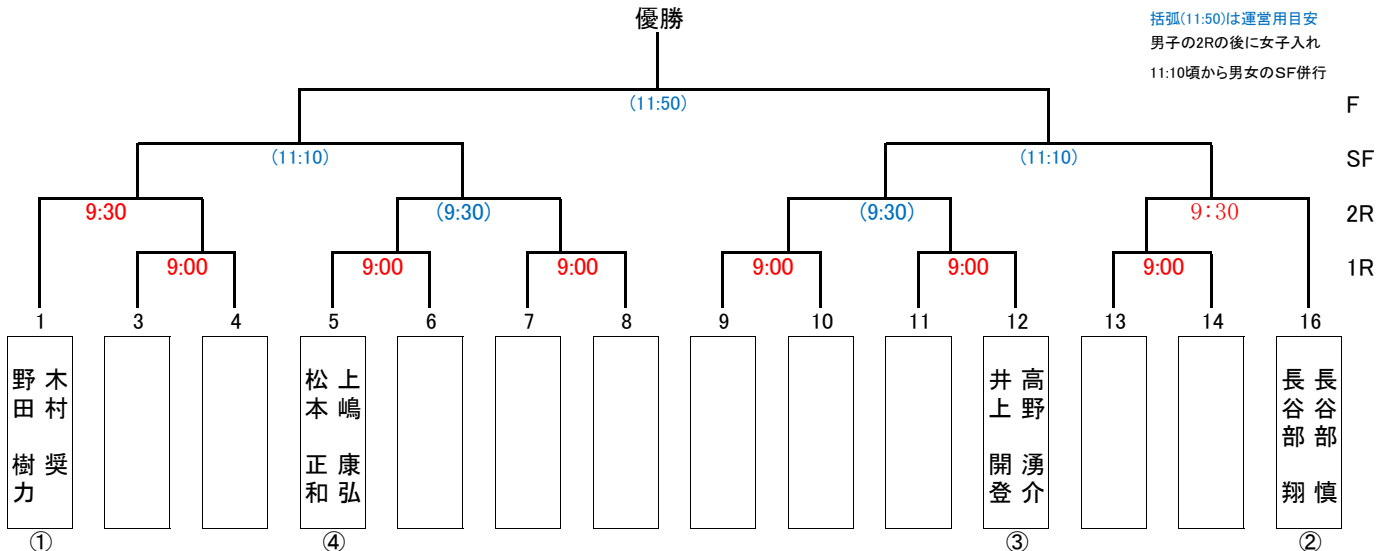 優勝
括弧(11:50)は運営用目安
男子の2Rの後に女子入れ
11:10頃から男女のSF併行
(11:50)
F
(11:10)
(11:10)
SF
9:30
(9:30)
(9:30)
9:30
2R
9:00
9:00
9:00
9:00
9:00
9:00
1R
1 3 4 5 6 7 8 9 10 11 12 13 14 16
木村 奨
野田 樹力
上嶋 康弘
松本 正和
高野 湧介
井上 開登
長谷部 慎
長谷部 翔
① ④ ③ ②